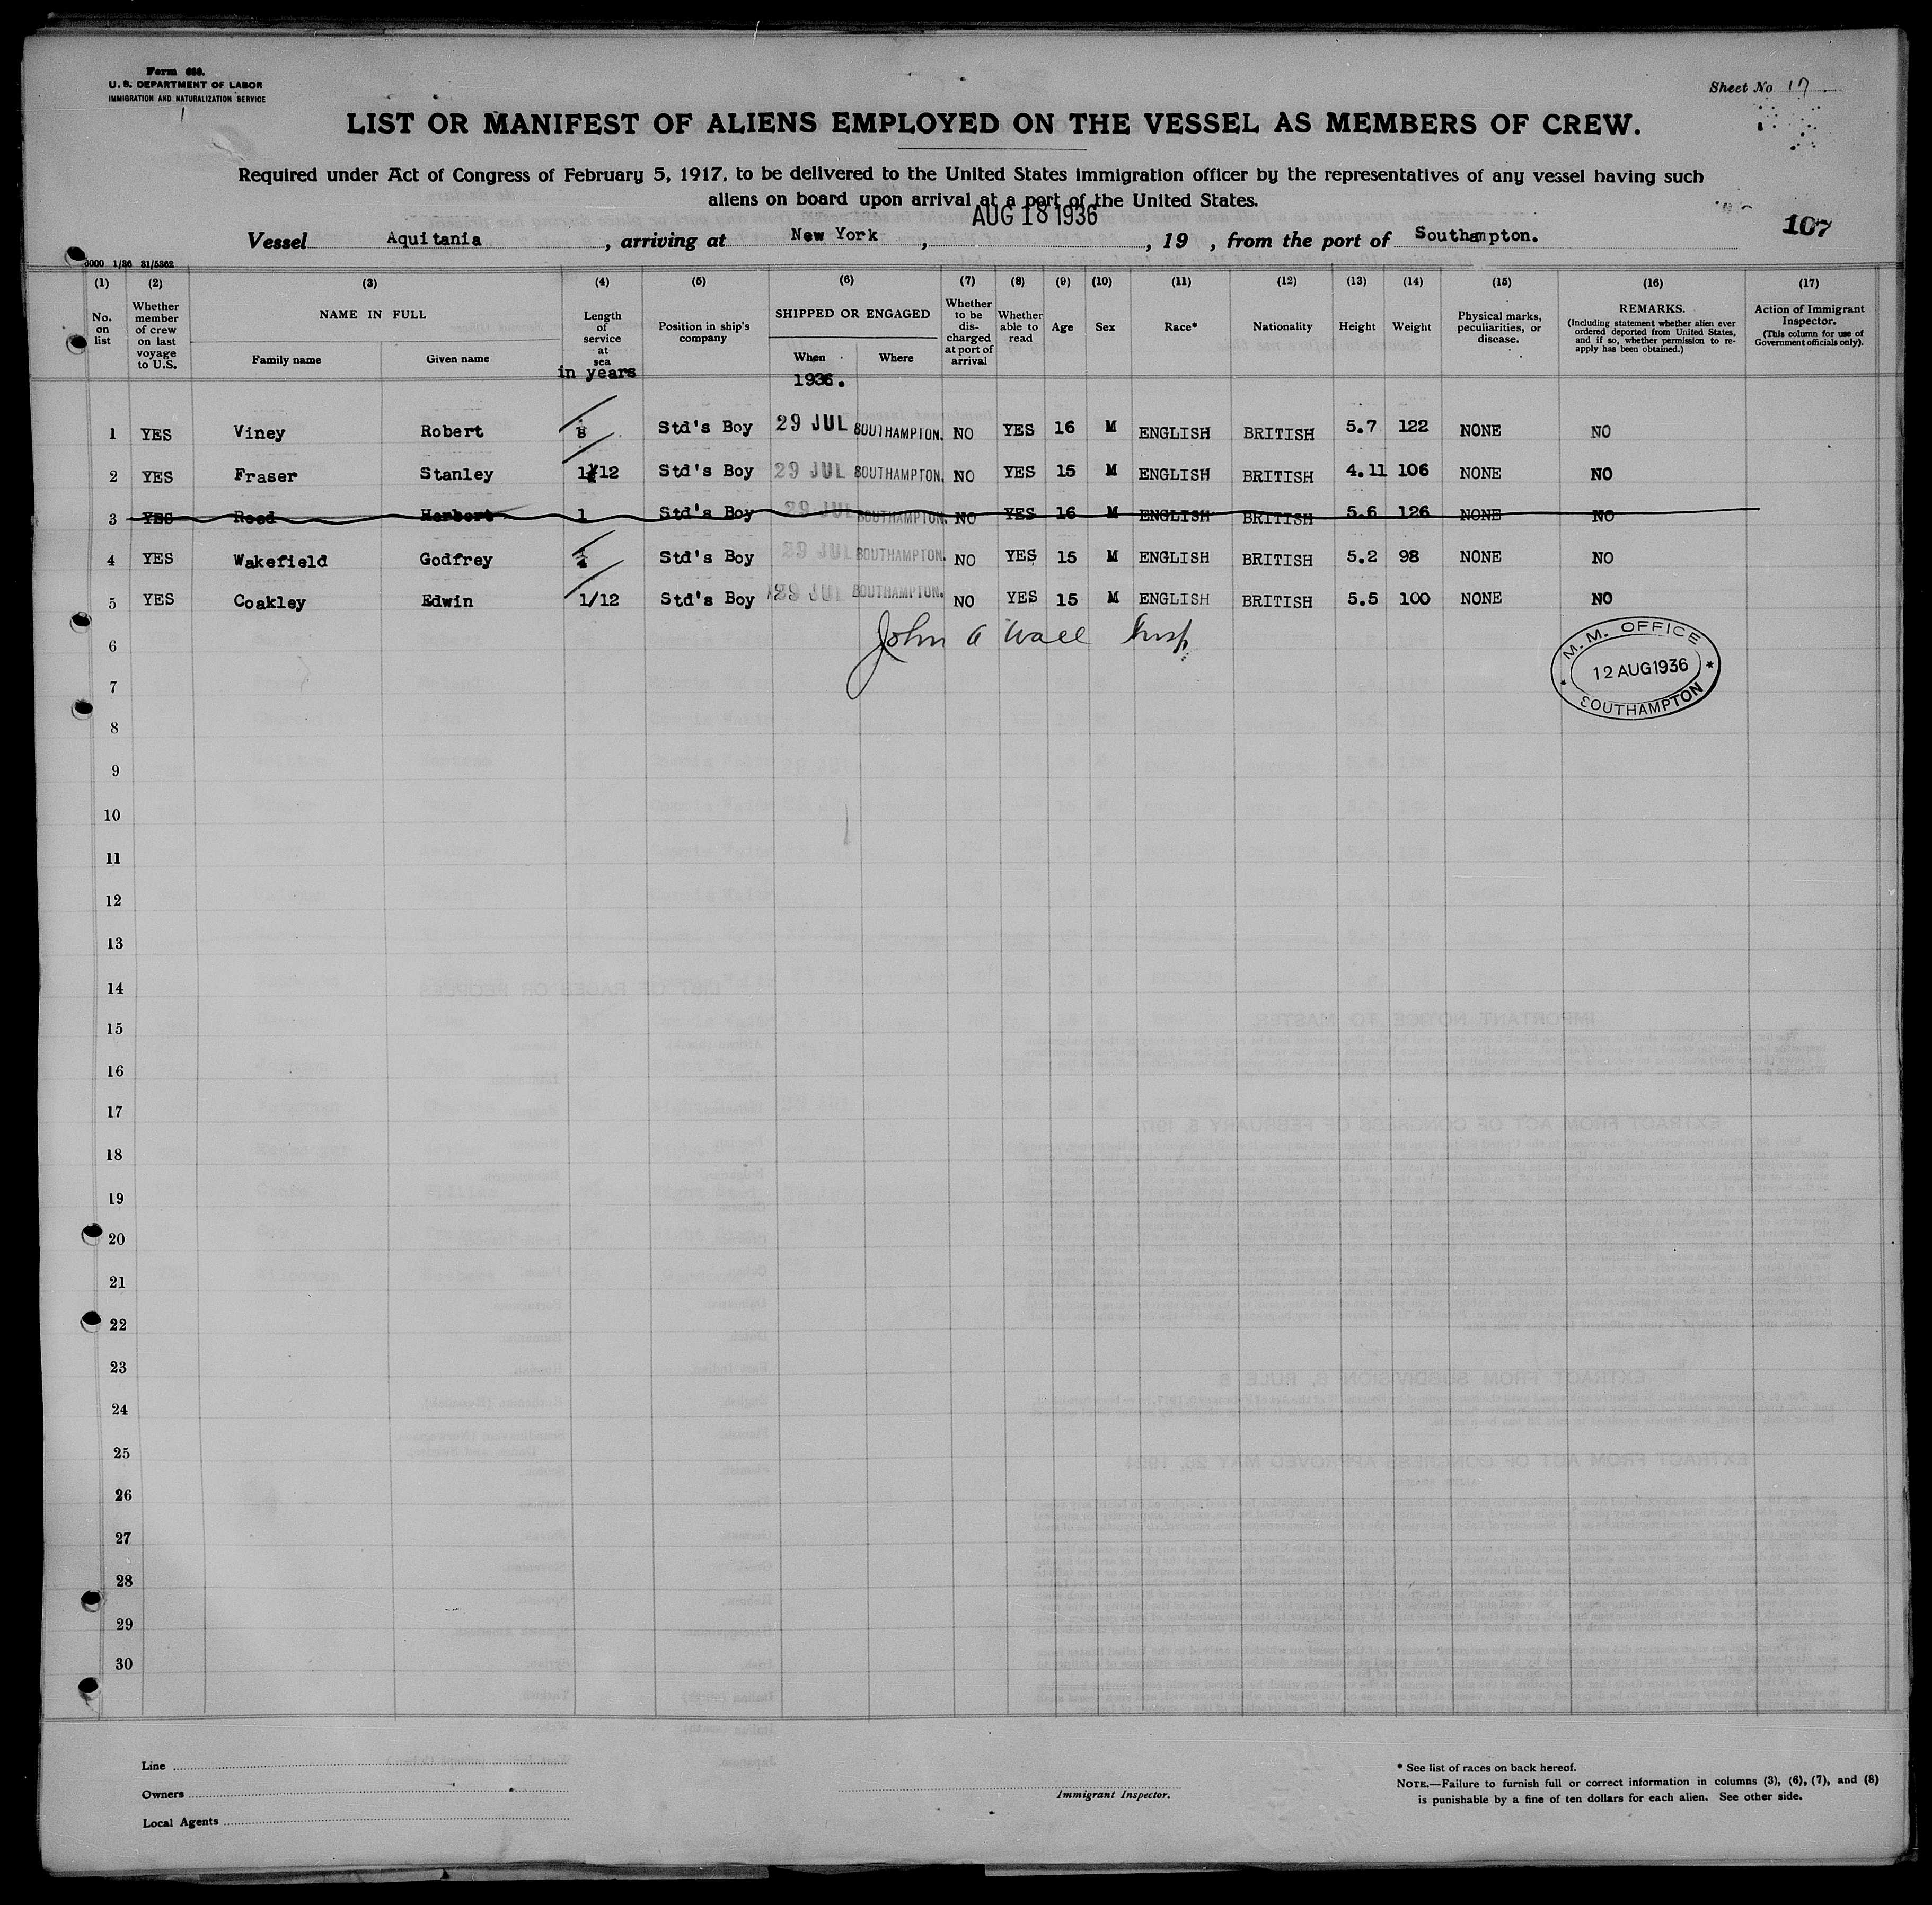 Form 680.
U. S. DEPARTMENT OF LABOR
IMMIGRATION AND NATURALIZATION SERVICE
Sheet No 17
LIST OR MANIFEST OF ALIENS EMPLOYED ON THE VESSEL AS MEMBERS OF CREW.
Required under Act of Congress of February 5, 1917, to be delivered to the United States immigration officer by the representatives of any vessel having such
aliens on board upon arrival at a port of the United States.
AUG 18 1936
107
Vessel Aquitania, arriving at New York, , 19 , from the port of Southampton.
5000 1/36 31/5362
(1) (2) (3) (4) (5) (6) (7) (8) (9) (10) (11) (12) (13) (14) (15) (16) (17)
No. on list
Whether member of crew on last voyage to U.S.
NAME IN FULL
Family name
Given name
Length of service at sea
in years
Position in ship's company
SHIPPED OR ENGAGED
When
1936.
Where
Whether to be discharged at port of arrival
Whether able to read
Age
Sex
Race*
Nationality
Height
Weight
Physical marks, peculiarities, or disease.
REMARKS.
(Including statement whether alien ever ordered deported from United States, and if so, whether permission to re-apply has been obtained.)
Action of Immigrant Inspector.
(This column for use of Government officials only).
1 YES Viney Robert Std's Boy 29 JUL SOUTHAMPTON. NO YES 16 M ENGLISH BRITISH 5.7 122 NONE NO
2 YES Fraser Stanley 1/12 Std's Boy 29 JUL SOUTHAMPTON. NO YES 15 M ENGLISH BRITISH 4.11 106 NONE NO
3 YES Reed Herbert 1 Std's Boy 29 JUL SOUTHAMPTON. NO YES 16 M ENGLISH BRITISH 5.6 126 NONE NO
4 YES Wakefield Godfrey Std's Boy 29 JUL SOUTHAMPTON. NO YES 15 M ENGLISH BRITISH 5.2 98 NONE NO
5 YES Coakley Edwin 1/12 Std's Boy 29 JUL SOUTHAMPTON. NO YES 15 M ENGLISH BRITISH 5.5 100 NONE NO
John A Wall Insp.
M. M. OFFICE
12 AUG 1936
SOUTHAMPTON
6
7
8
9
10
11
12
13
14
15
16
17
18
19
20
21
22
23
24
25
26
27
28
29
30
Line
Owners
Local Agents
Immigrant Inspector.
* See list of races on back hereof.
NOTE.—Failure to furnish full or correct information in columns (3), (6), (7), and (8)
is punishable by a fine of ten dollars for each alien. See other side.